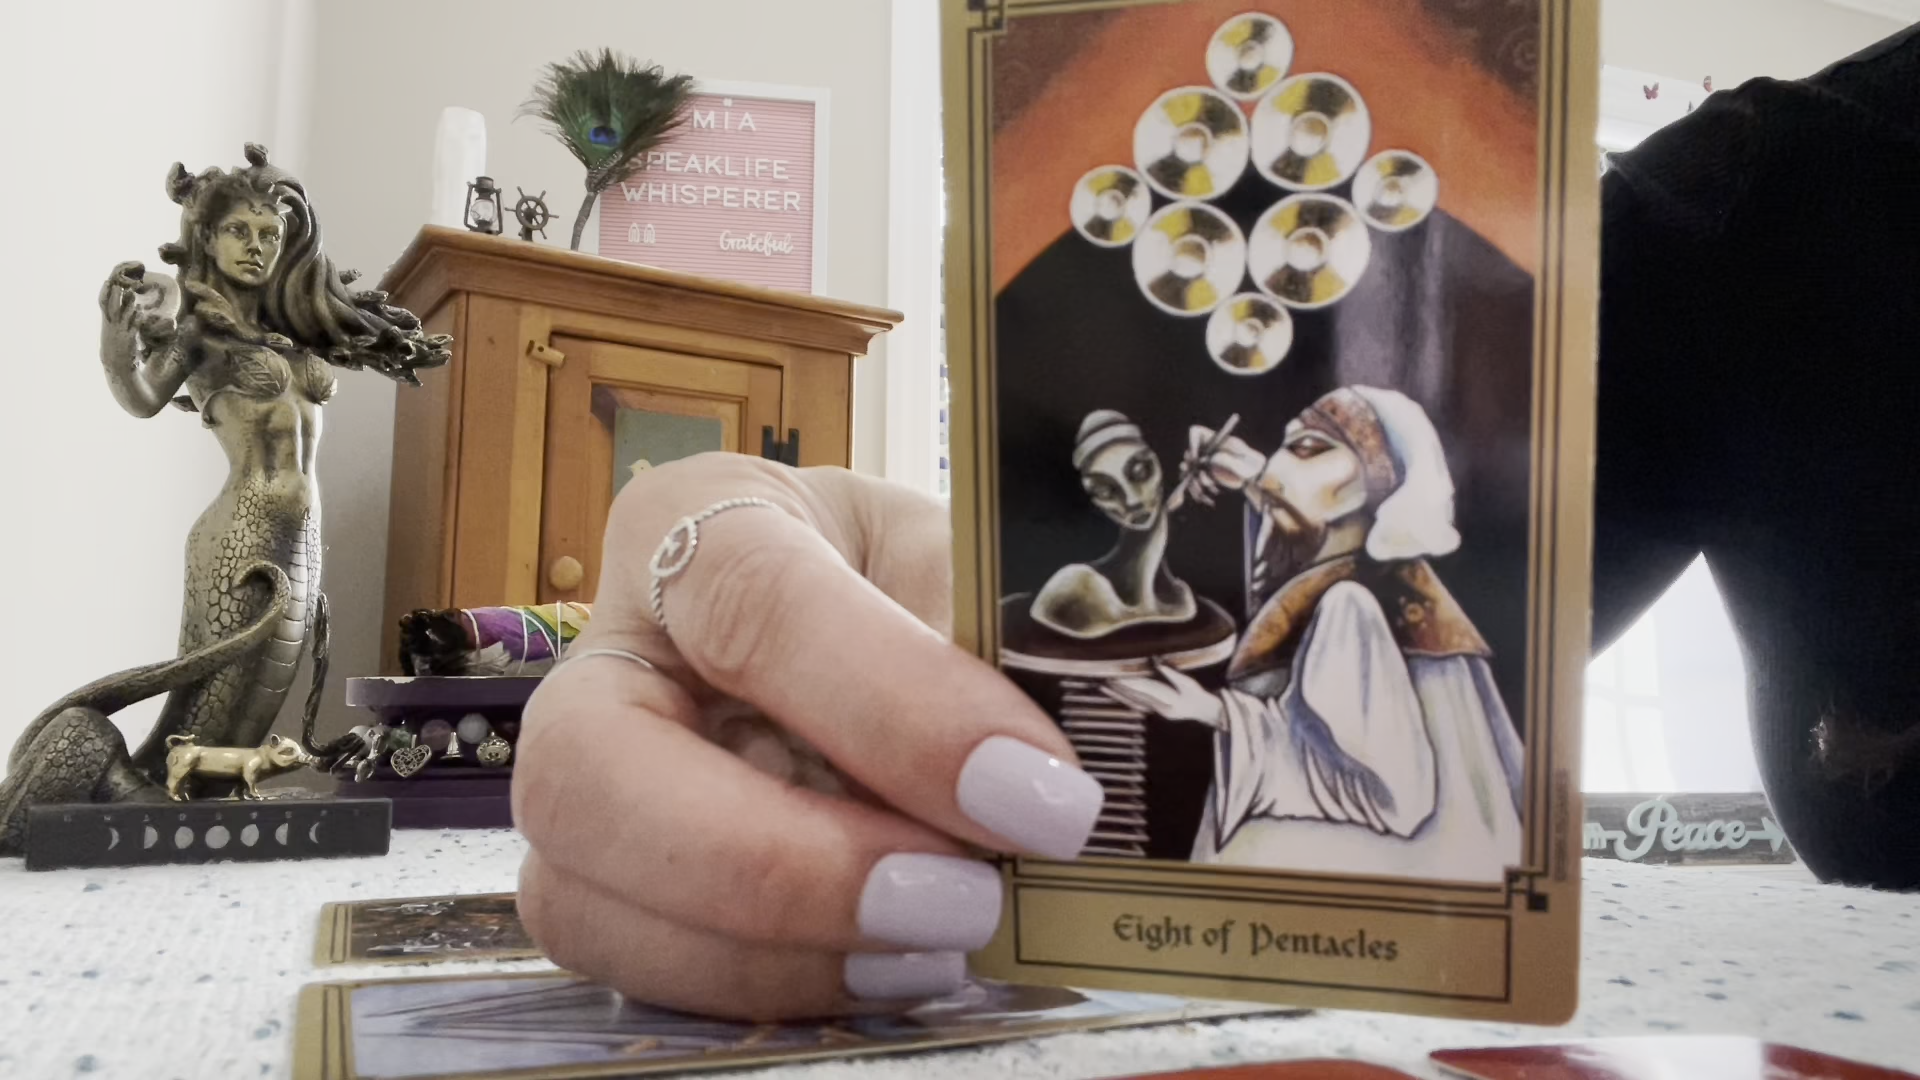 MIA
SPEAKLIFE
WHISPERER
Grateful
Eight of Pentacles
Peace